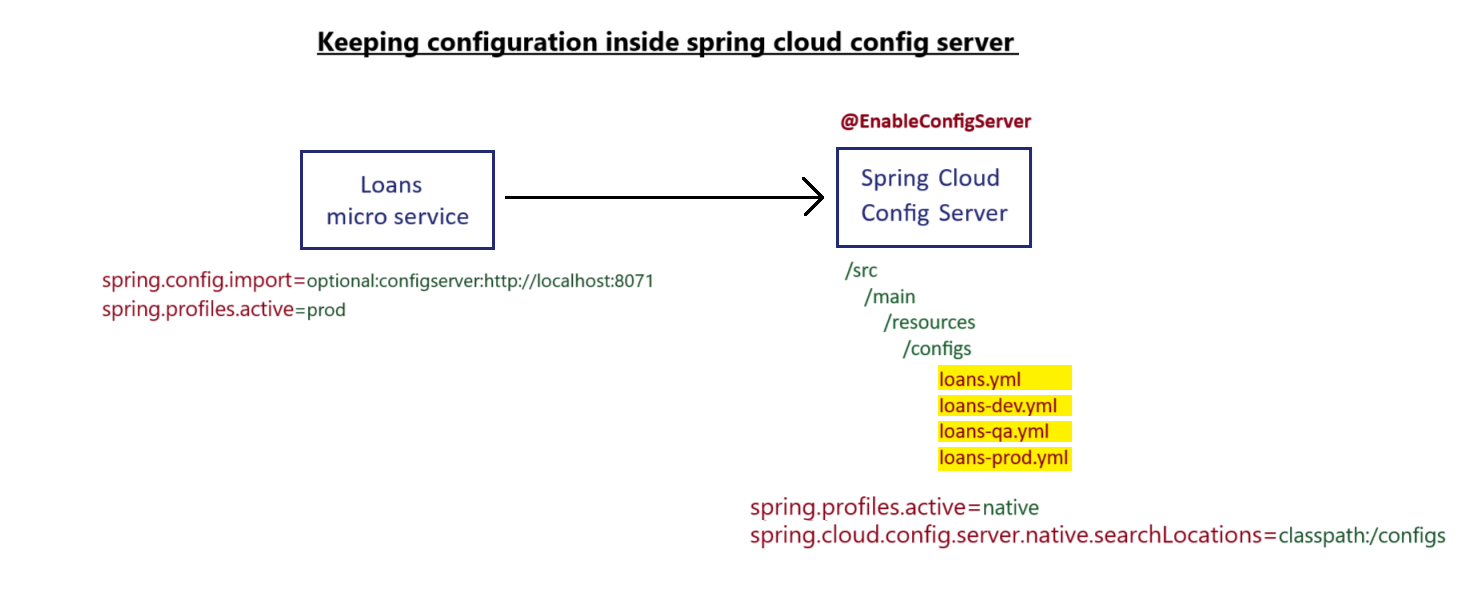 Keeping configuration inside spring cloud config server
@EnableConfigServer
Loans
micro service
Spring Cloud
Config Server
spring.config.import=optional:configserver:http://localhost:8071
spring.profiles.active=prod
/src
/main
/resources
/configs
loans.yml
loans-dev.yml
loans-qa.yml
loans-prod.yml
spring.profiles.active=native
spring.cloud.config.server.native.searchLocations=classpath:/configs